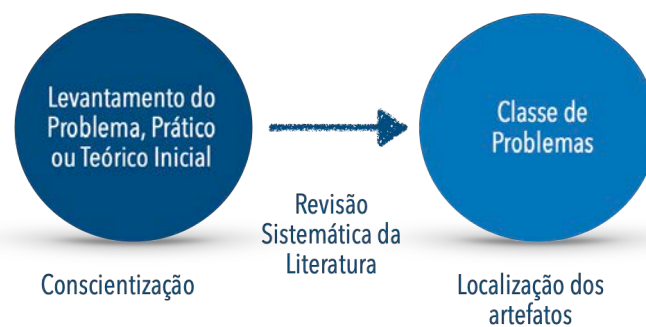 Levantamento do
Problema, Prático
ou Teórico Inicial
Classe de
Problemas
Revisão
Sistemática da
Literatura
Conscientização
Localização dos
artefatos